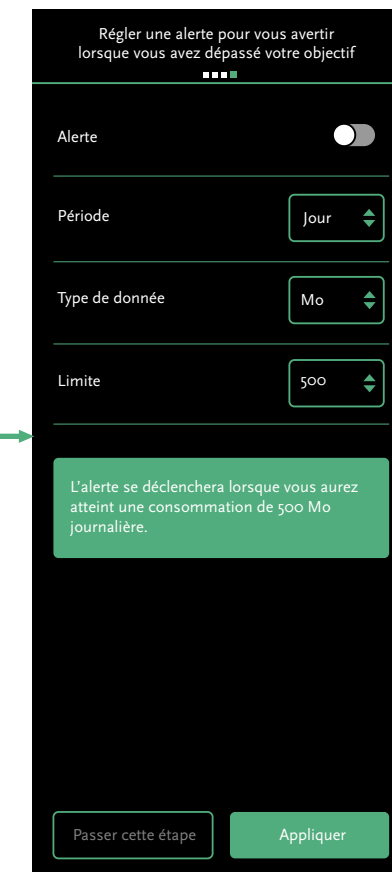 Régler une alerte pour vous avertir
lorsque vous avez dépassé votre objectif
Alerte
Période
Jour
Type de donnée
Mo
Limite
500
L'alerte se déclenchera lorsque vous aurez
atteint une consommation de 500 Mo
journalière.
Passer cette étape
Appliquer